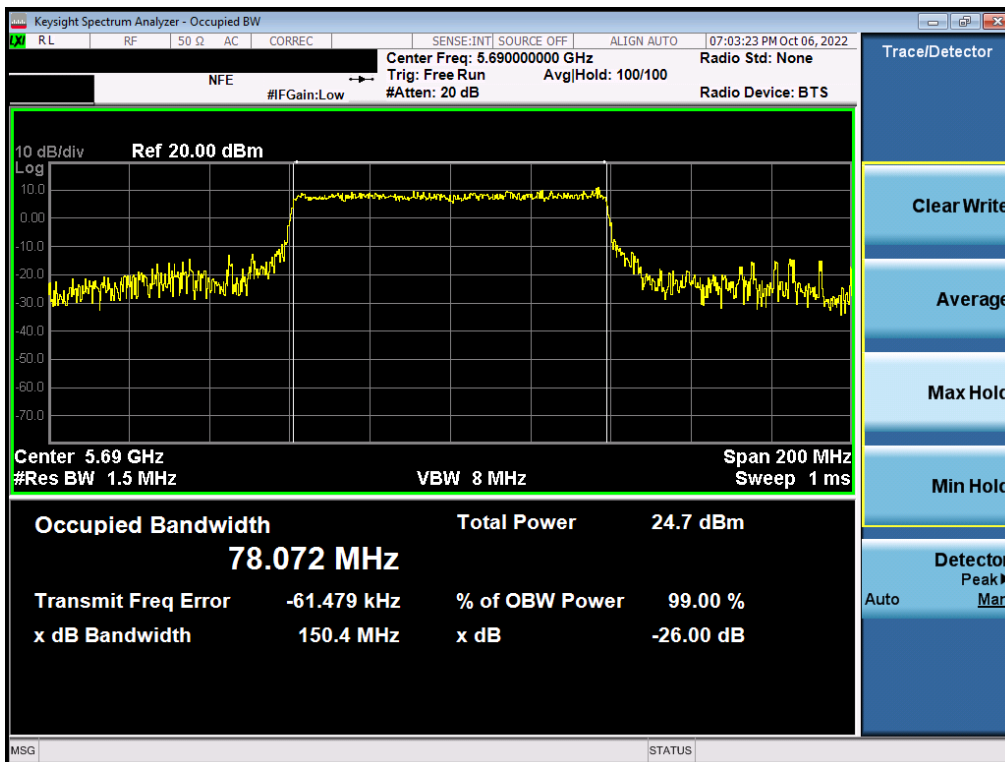 Keysight Spectrum Analyzer - Occupied BW
LXI RL RF 50 Ω AC CORREC SENSE:INT SOURCE OFF ALIGN AUTO 07:03:23 PM Oct 06, 2022
Center Freq: 5.690000000 GHz Radio Std: None
NFE Trig: Free Run Avg|Hold: 100/100
#IFGain:Low #Atten: 20 dB Radio Device: BTS
Trace/Detector
10 dB/div Ref 20.00 dBm
Log
10.0
0.00
-10.0
-20.0
-30.0
-40.0
-50.0
-60.0
-70.0
Center 5.69 GHz Span 200 MHz
#Res BW 1.5 MHz VBW 8 MHz Sweep 1 ms
Occupied Bandwidth Total Power 24.7 dBm
78.072 MHz
Transmit Freq Error -61.479 kHz % of OBW Power 99.00 %
x dB Bandwidth 150.4 MHz x dB -26.00 dB
Clear Write
Average
Max Hold
Min Hold
Detector
Peak
Auto Man
MSG STATUS